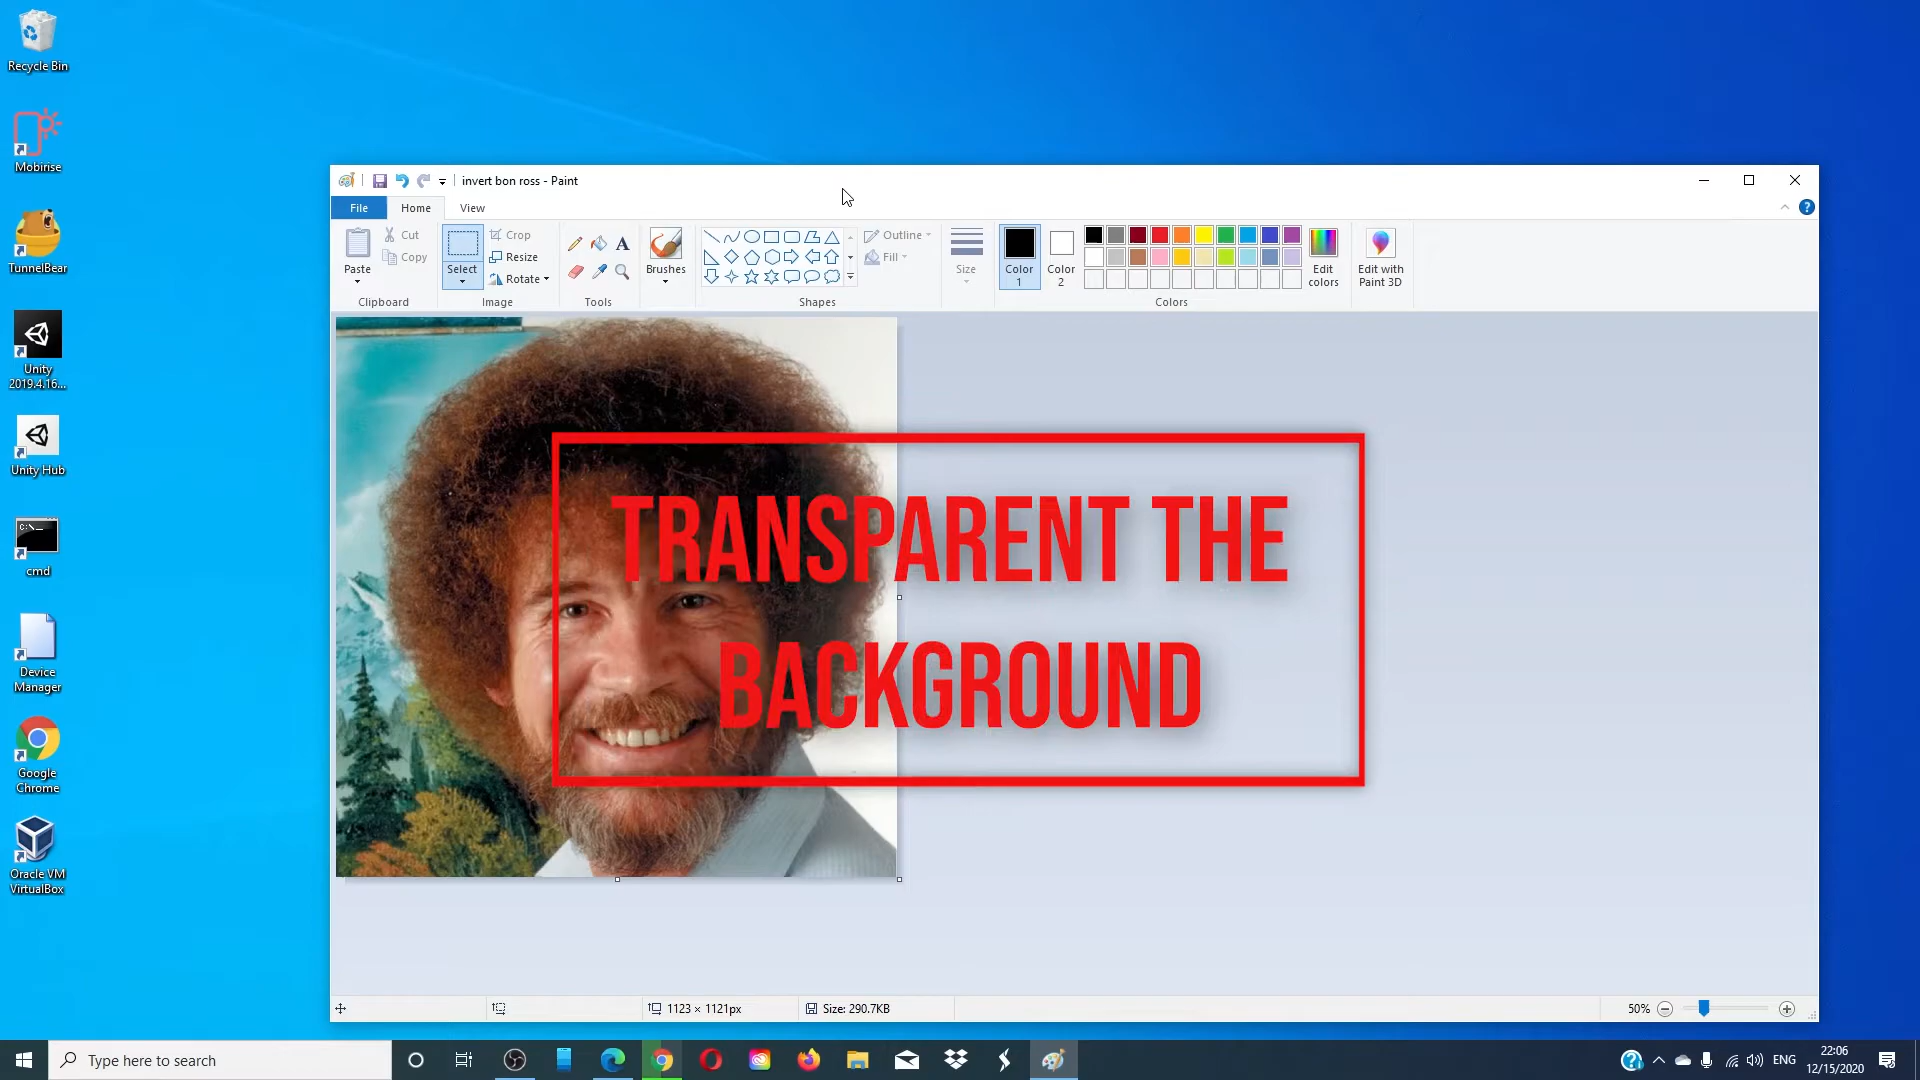 Recycle Bin
Mobirise
TunnelBear
Unity
2019.4.16...
Unity Hub
C:\_
cmd
Device
Manager
Google
Chrome
Oracle VM
VirtualBox
invert bon ross - Paint
File Home View
Paste
Cut
Copy
Clipboard
Select
Crop
Resize
Rotate
Image
A
Tools
Brushes
Outline
Fill
Shapes
Size
Color
1
Color
2
Edit
colors
Colors
Edit with
Paint 3D
?
TRANSPARENT THE
BACKGROUND
1123 × 1121px
Size: 290.7KB
50%
Type here to search
ENG
22:06
12/15/2020